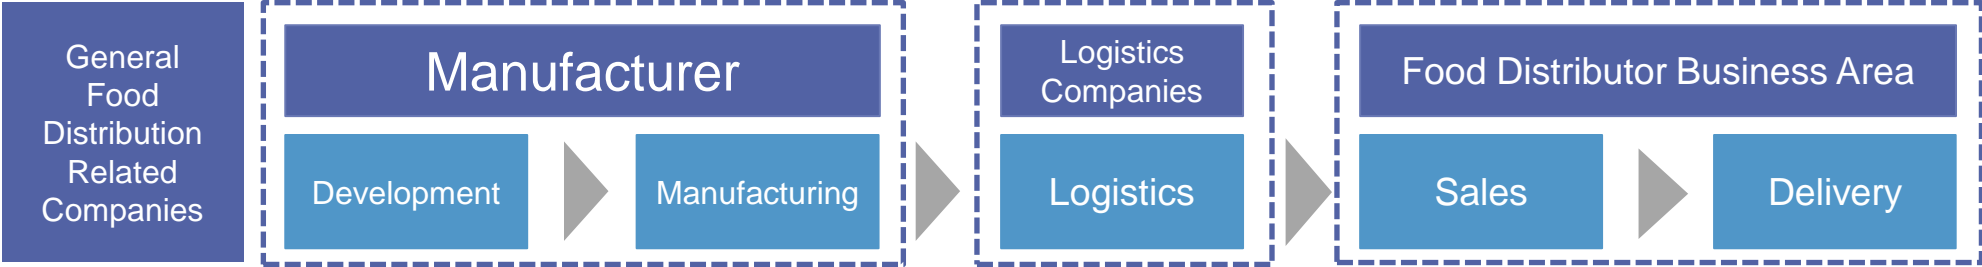 General
Food
Distribution
Related
Companies
Manufacturer
Development
Manufacturing
Logistics
Companies
Logistics
Food Distributor Business Area
Sales
Delivery